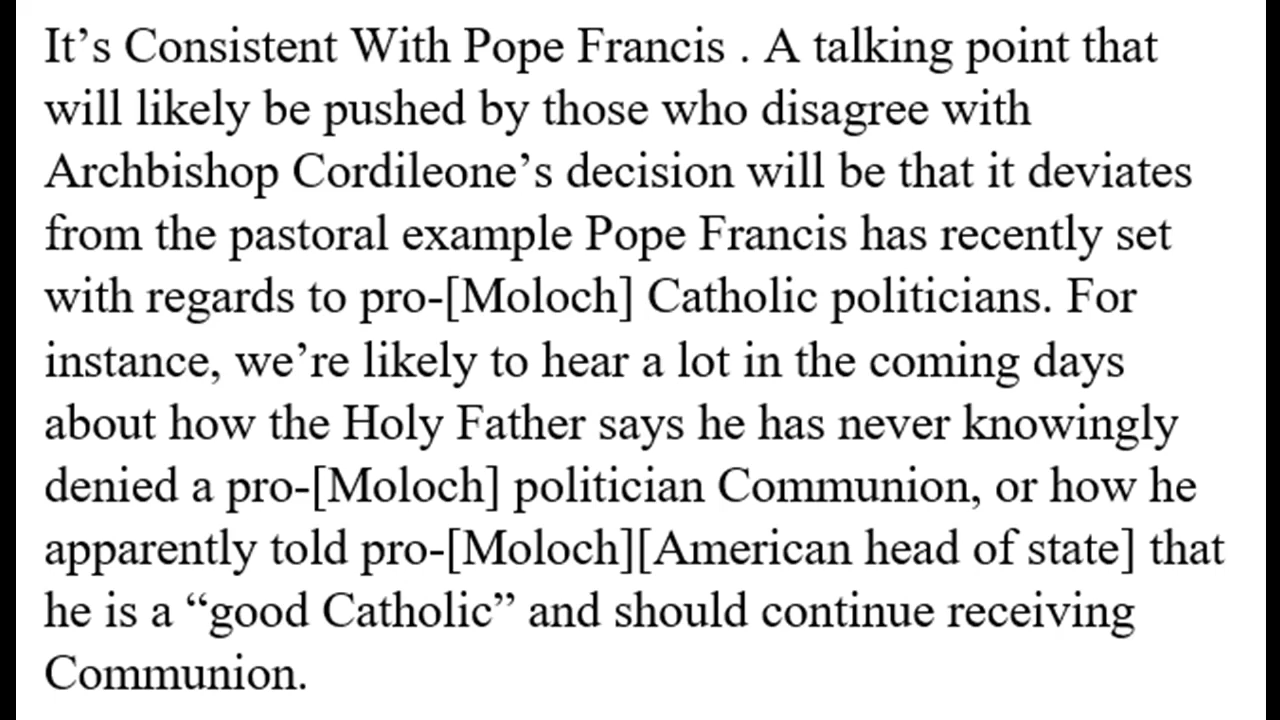 It’s Consistent With Pope Francis . A talking point that
will likely be pushed by those who disagree with
Archbishop Cordileone’s decision will be that it deviates
from the pastoral example Pope Francis has recently set
with regards to pro-[Moloch] Catholic politicians. For
instance, we’re likely to hear a lot in the coming days
about how the Holy Father says he has never knowingly
denied a pro-[Moloch] politician Communion, or how he
apparently told pro-[Moloch][American head of state] that
he is a “good Catholic” and should continue receiving
Communion.